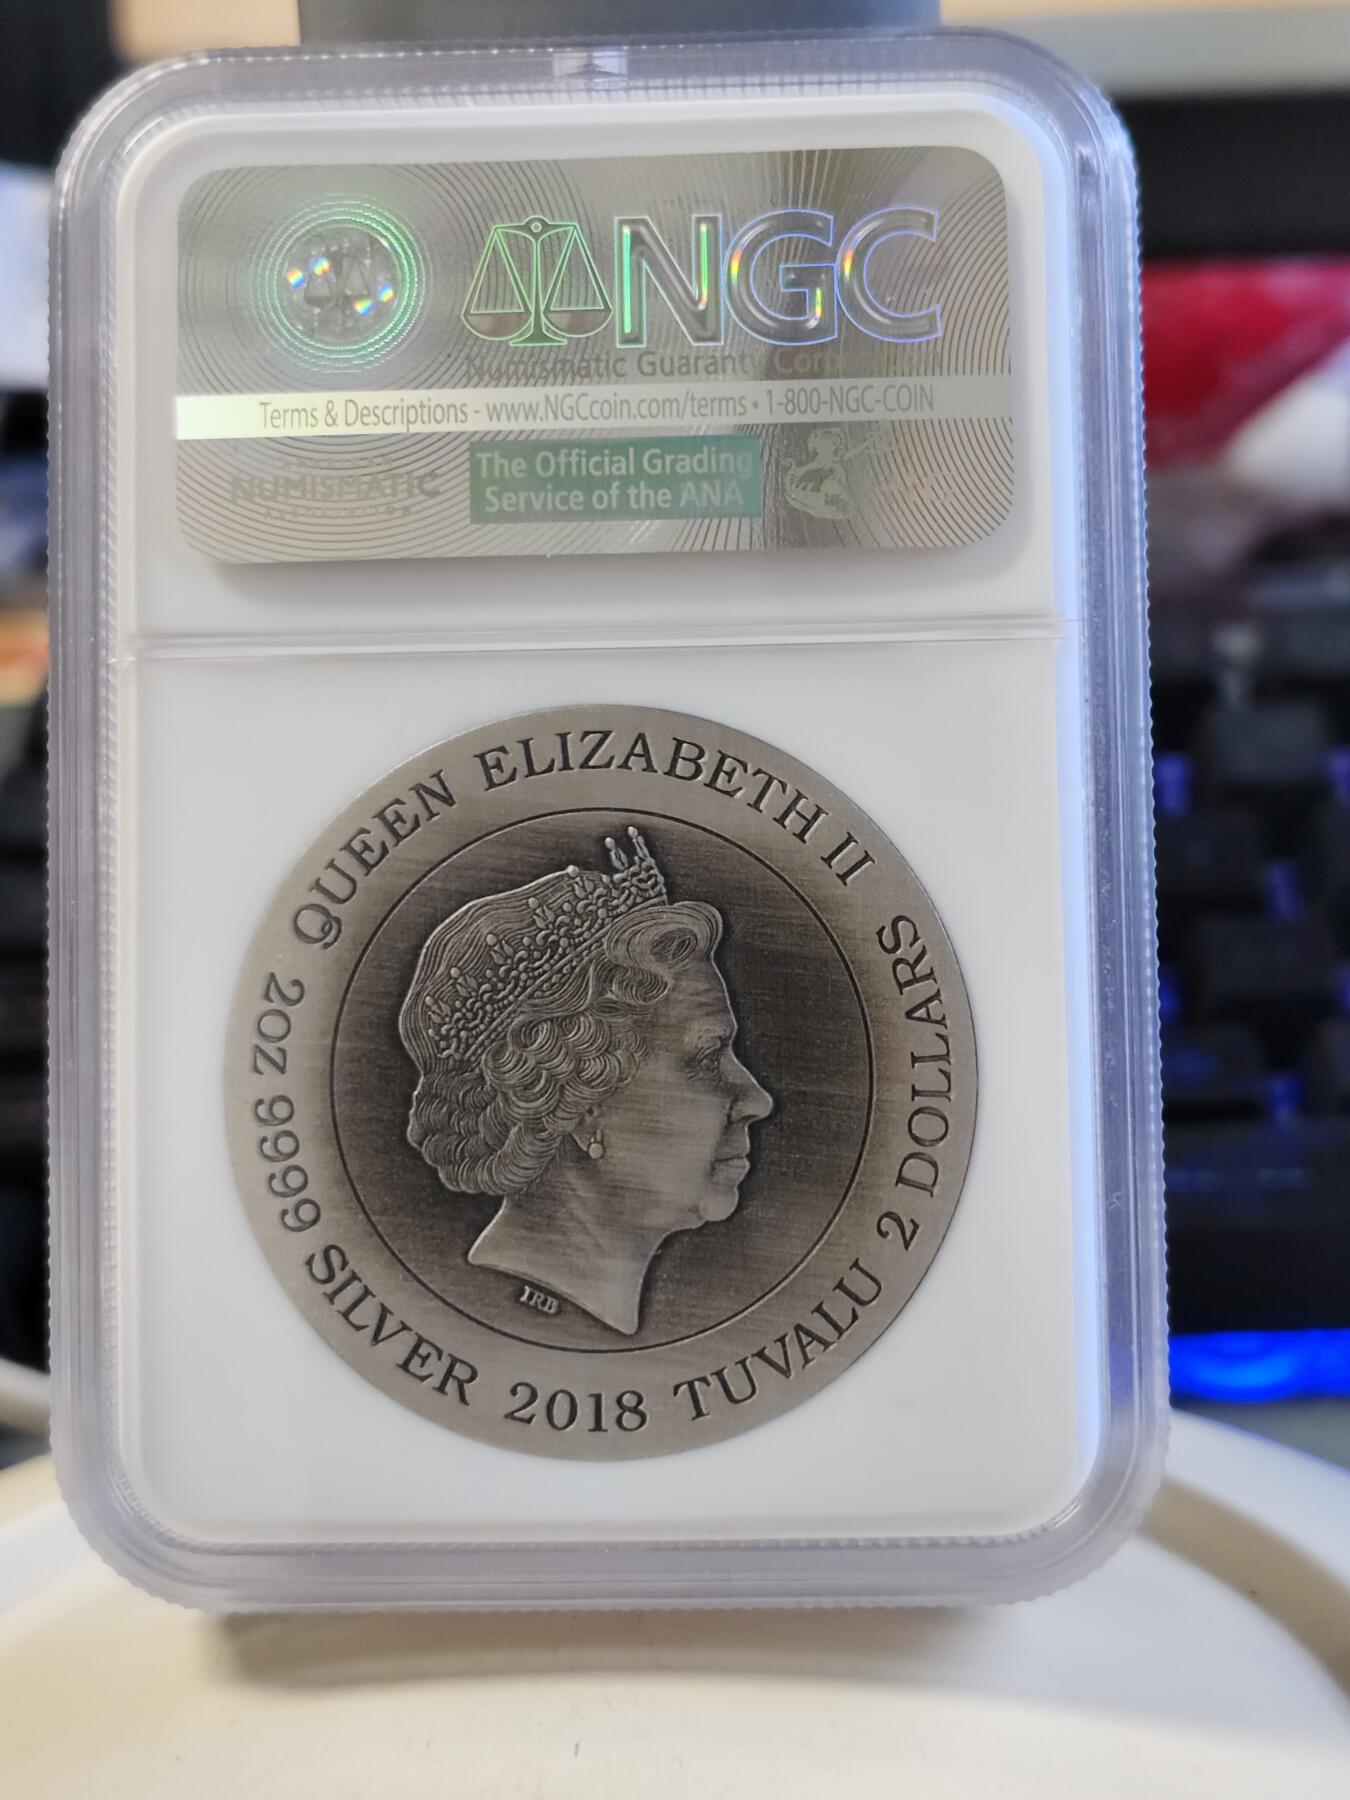 NGC
Numismatic Guaranty Corporation
Terms & Descriptions - www.NGCcoin.com/terms • 1-800-NGC-COIN
NUMISMATIC
The Official Grading
Service of the ANA
QUEEN ELIZABETH II
2OZ 9999 SILVER 2018 TUVALU 2 DOLLARS
IRB